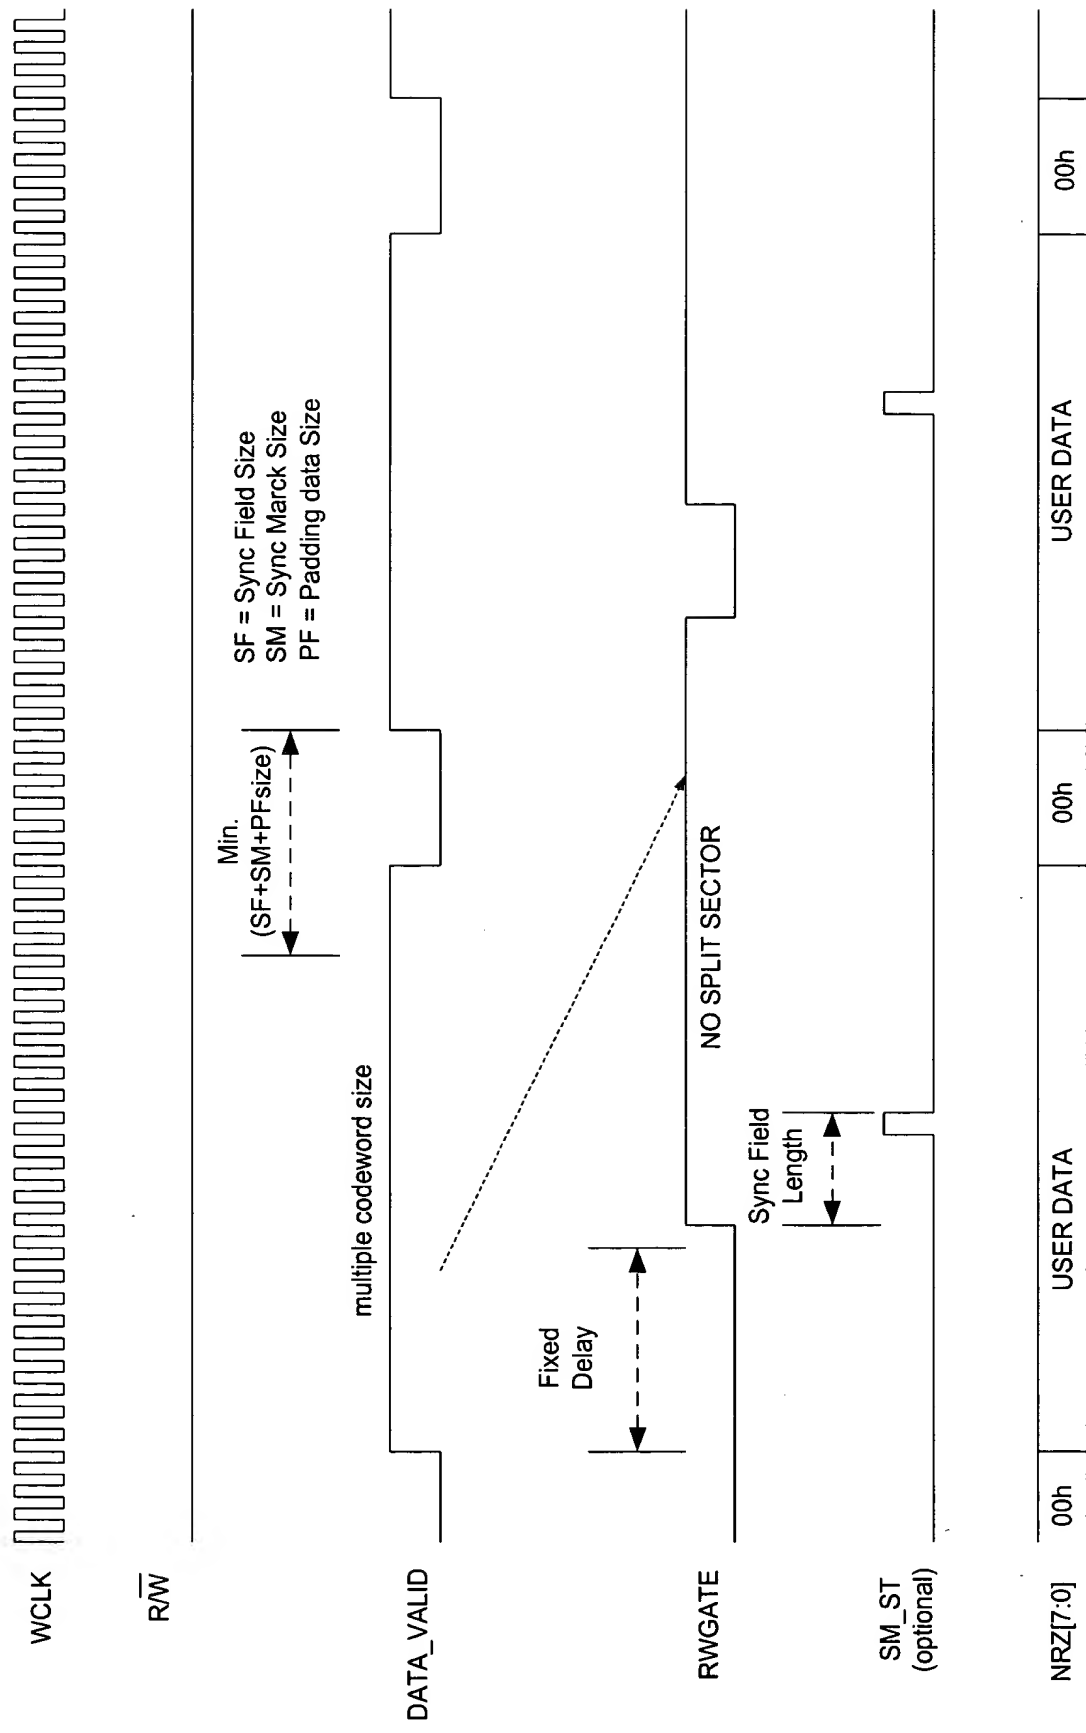 WCLK
R/W
SF = Sync Field Size
SM = Sync Marck Size
PF = Padding data Size
Min.
(SF+SM+PFsize)
multiple codeword size
DATA_VALID
Fixed
Delay
NO SPLIT SECTOR
RWGATE
Sync Field
Length
SM_ST
(optional)
NRZ[7:0]
00h
USER DATA
00h
USER DATA
00h